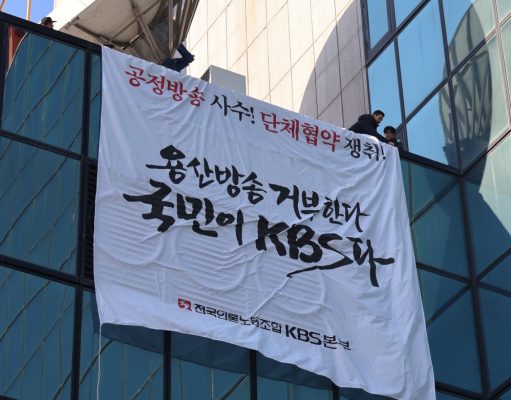 공정방송 사수! 단체협약 쟁취!
용산방송 거부한다
국민이 KBS다
전국언론노동조합 KBS본부